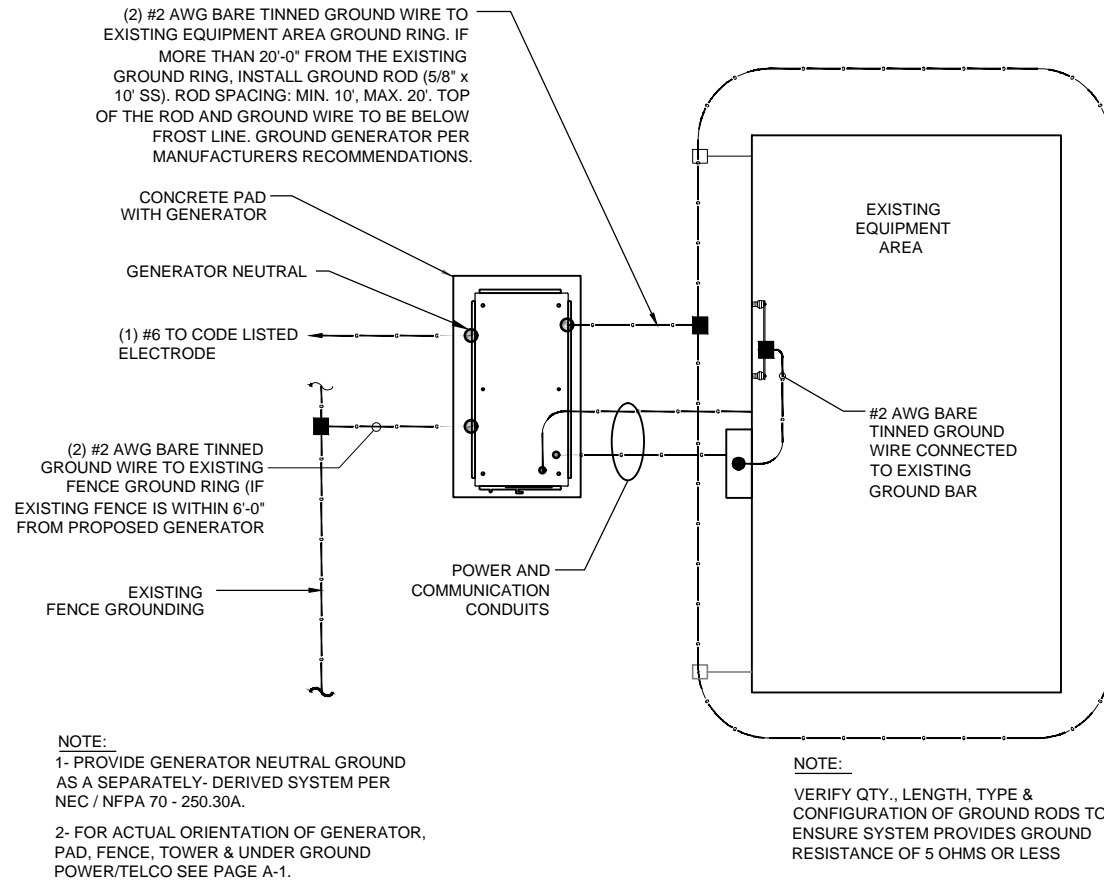 (2) #2 AWG BARE TINNED GROUND WIRE TO
EXISTING EQUIPMENT AREA GROUND RING. IF
MORE THAN 20'-0" FROM THE EXISTING
GROUND RING, INSTALL GROUND ROD (5/8" x
10' SS). ROD SPACING: MIN. 10', MAX. 20'. TOP
OF THE ROD AND GROUND WIRE TO BE BELOW
FROST LINE. GROUND GENERATOR PER
MANUFACTURERS RECOMMENDATIONS.
CONCRETE PAD
WITH GENERATOR
GENERATOR NEUTRAL
(1) #6 TO CODE LISTED
ELECTRODE
(2) #2 AWG BARE TINNED
GROUND WIRE TO EXISTING
FENCE GROUND RING (IF
EXISTING FENCE IS WITHIN 6'-0"
FROM PROPOSED GENERATOR
EXISTING
FENCE GROUNDING
POWER AND
COMMUNICATION
CONDUITS
EXISTING
EQUIPMENT
AREA
#2 AWG BARE
TINNED GROUND
WIRE CONNECTED
TO EXISTING
GROUND BAR
NOTE:
1- PROVIDE GENERATOR NEUTRAL GROUND
AS A SEPARATELY- DERIVED SYSTEM PER
NEC / NFPA 70 - 250.30A.
2- FOR ACTUAL ORIENTATION OF GENERATOR,
PAD, FENCE, TOWER & UNDER GROUND
POWER/TELCO SEE PAGE A-1.
NOTE:
VERIFY QTY., LENGTH, TYPE &
CONFIGURATION OF GROUND RODS TO
ENSURE SYSTEM PROVIDES GROUND
RESISTANCE OF 5 OHMS OR LESS